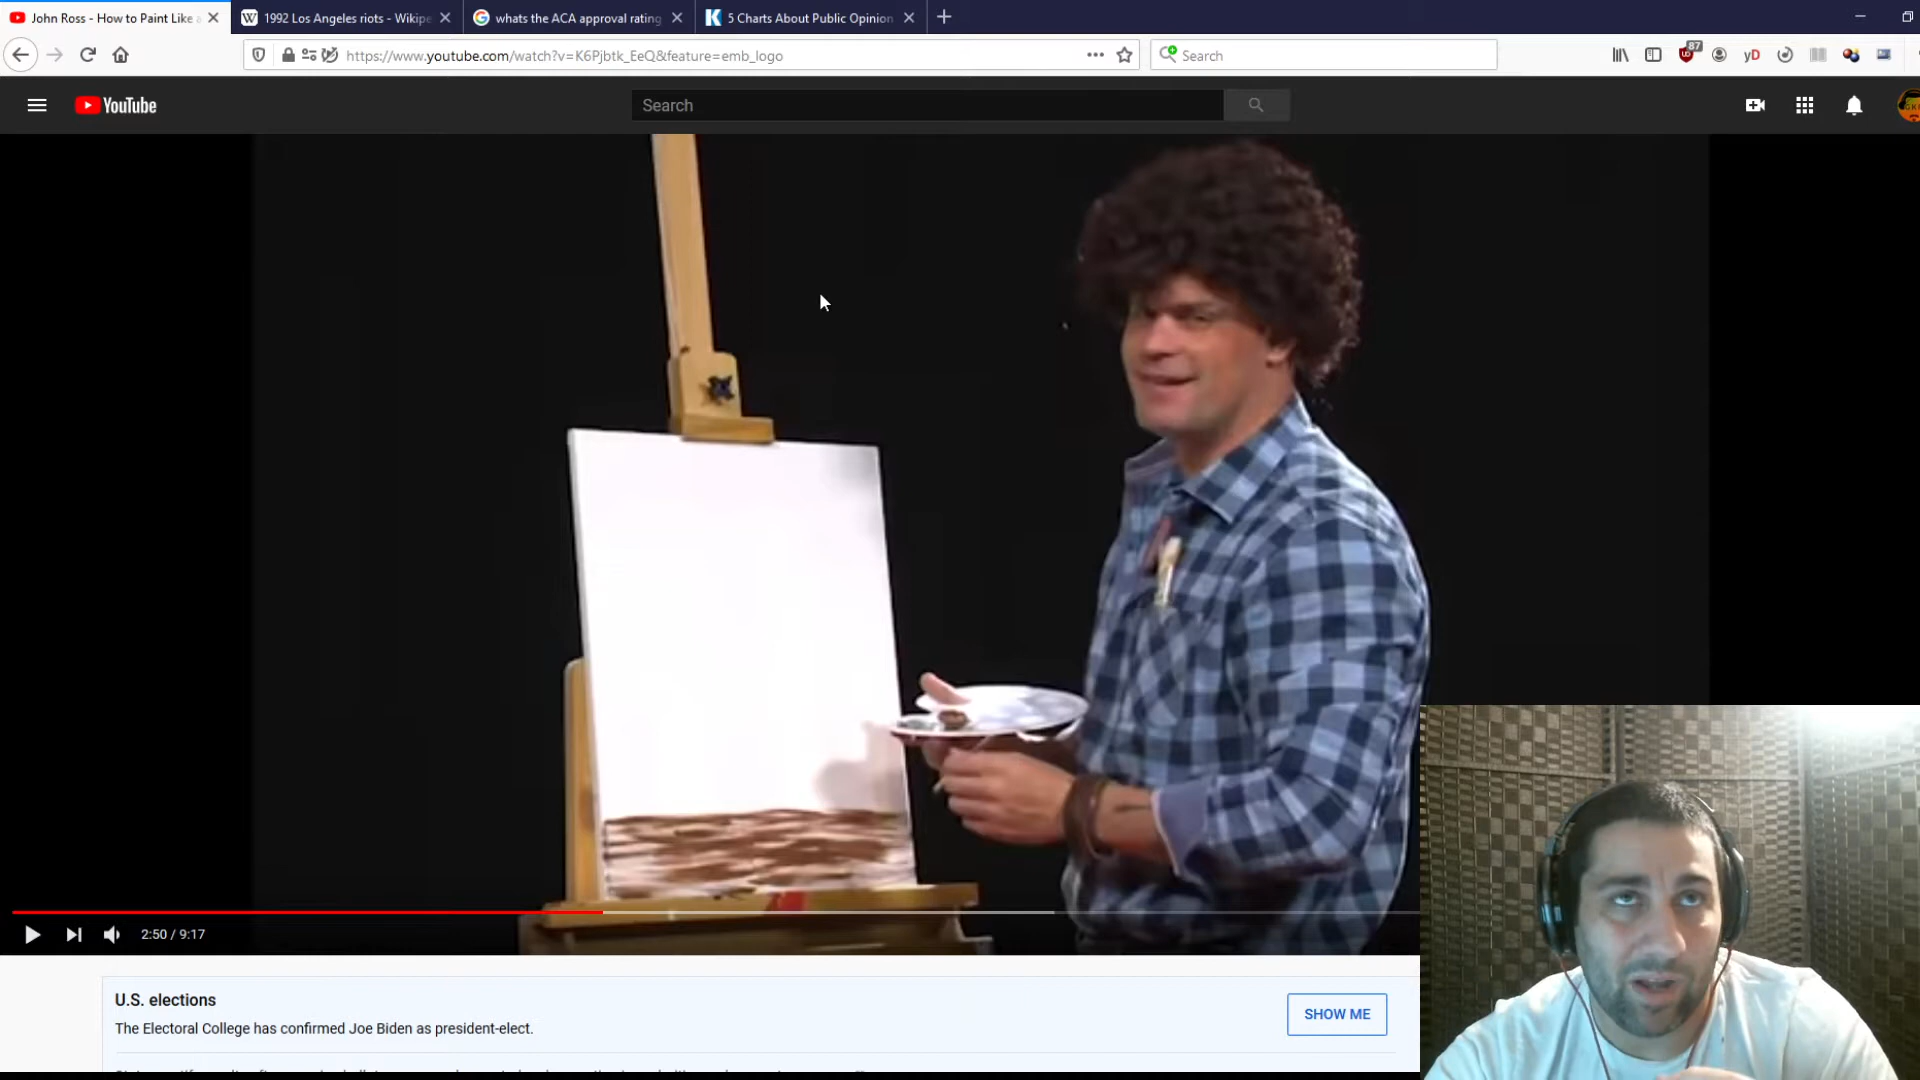 John Ross - How to Paint Like a
1992 Los Angeles riots - Wikipe
whats the ACA approval rating
5 Charts About Public Opinion
https://www.youtube.com/watch?v=K6Pjbtk_EeQ&feature=emb_logo
Search
87
yD
YouTube
Search
2:50 / 9:17
U.S. elections
The Electoral College has confirmed Joe Biden as president-elect.
SHOW ME